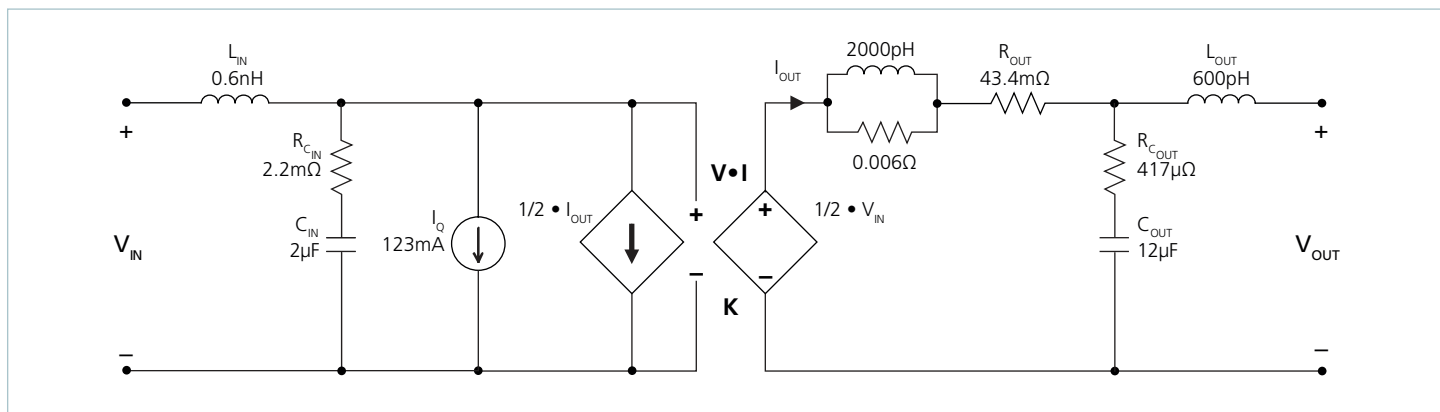 L_IN
0.6nH
+
V_IN
–
R_C_IN
2.2mΩ
C_IN
2µF
I_Q
123mA
1/2 • I_OUT
+
–
V•I
K
+
–
1/2 • V_IN
I_OUT
2000pH
0.006Ω
R_OUT
43.4mΩ
R_C_OUT
417µΩ
C_OUT
12µF
L_OUT
600pH
+
V_OUT
–